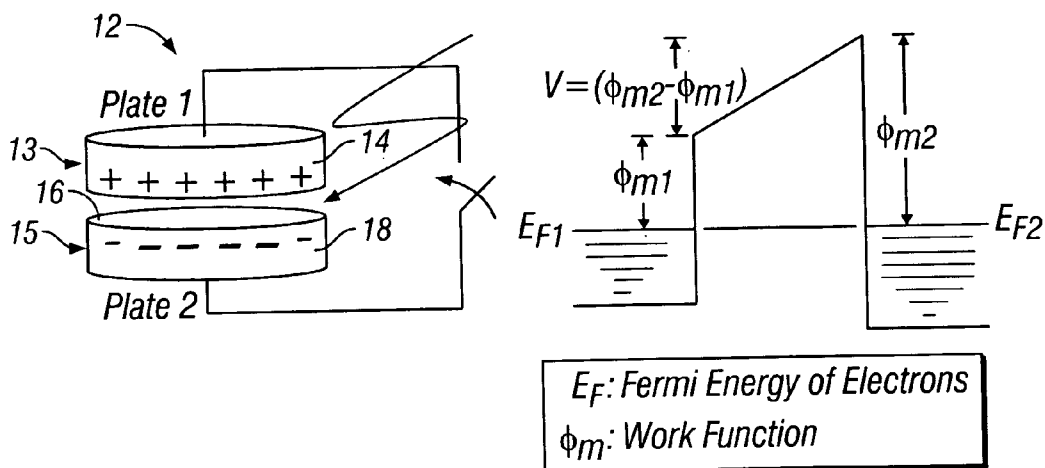 12
Plate 1
13
14
+ + + + + +
16
15
- - - - - -
18
Plate 2
V=(ϕm2-ϕm1)
ϕm1
ϕm2
EF1
EF2
EF: Fermi Energy of Electrons
ϕm: Work Function